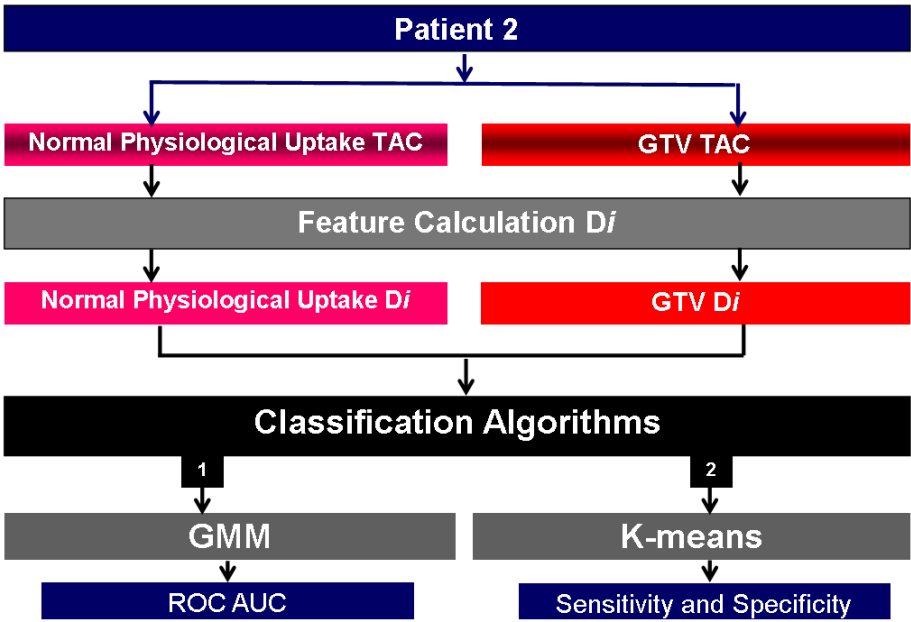 Patient 2
Normal Physiological Uptake TAC
GTV TAC
Feature Calculation Di
Normal Physiological Uptake Di
GTV Di
Classification Algorithms
1
2
GMM
K-means
ROC AUC
Sensitivity and Specificity